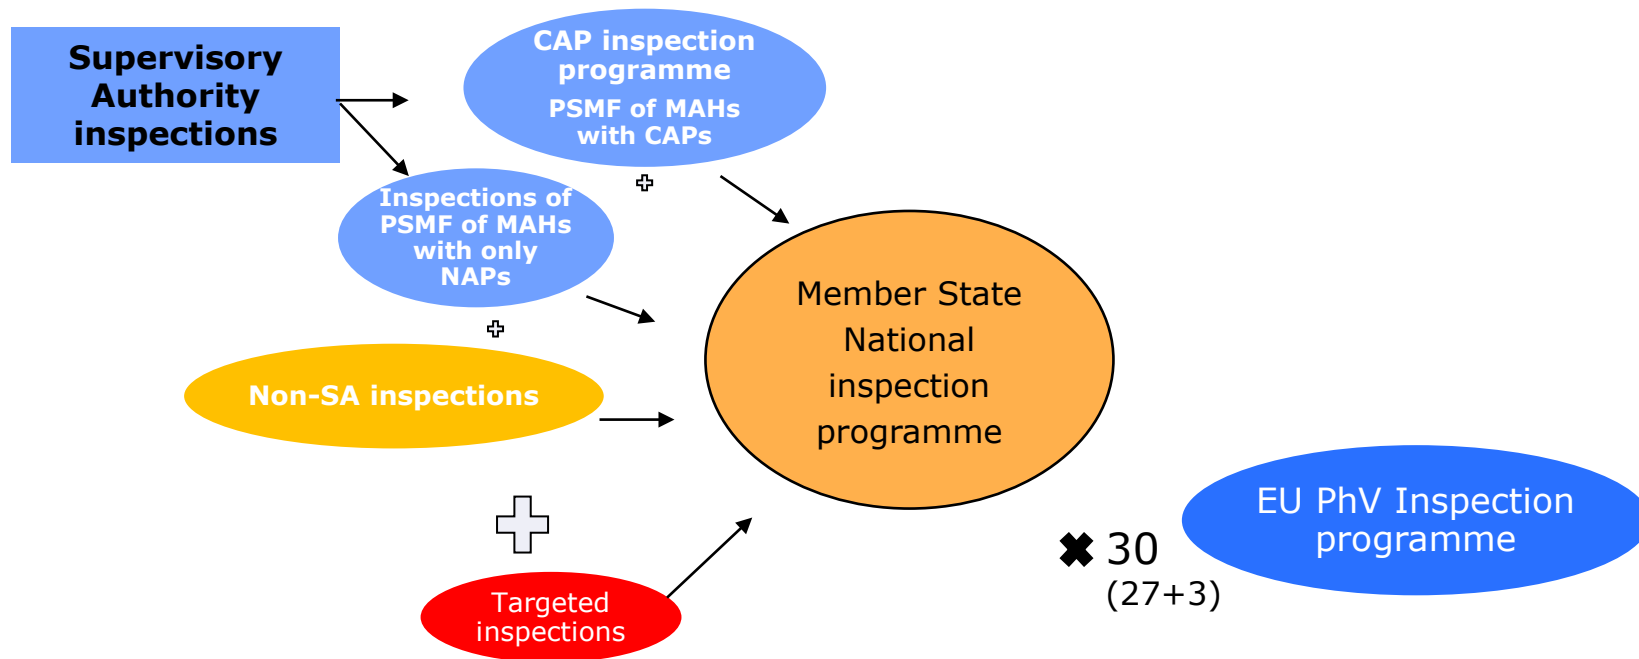 Supervisory
Authority
inspections
CAP inspection
programme
PSMF of MAHs
with CAPs
Inspections of
PSMF of MAHs
with only
NAPs
Non-SA inspections
Targeted
inspections
Member State
National
inspection
programme
✖ 30
(27+3)
EU PhV Inspection
programme